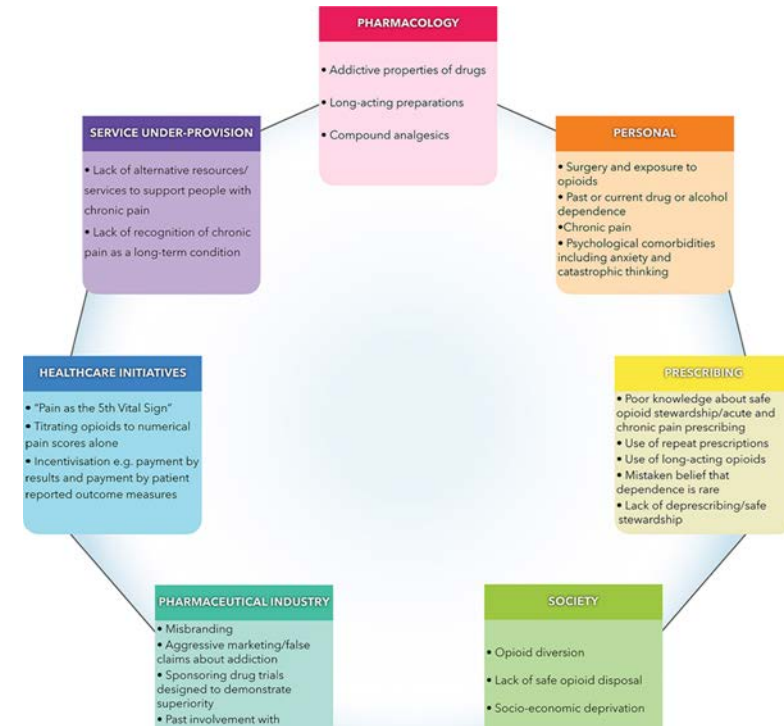 PHARMACOLOGY
• Addictive properties of drugs
• Long-acting preparations
• Compound analgesics
SERVICE UNDER-PROVISION
• Lack of alternative resources/
services to support people with
chronic pain
• Lack of recognition of chronic
pain as a long-term condition
PERSONAL
• Surgery and exposure to
opioids
• Past or current drug or alcohol
dependence
•Chronic pain
• Psychological comorbidities
including anxiety and
catastrophic thinking
HEALTHCARE INITIATIVES
• "Pain as the 5th Vital Sign"
• Titrating opioids to numerical
pain scores alone
• Incentivisation e.g. payment by
results and payment by patient
reported outcome measures
PRESCRIBING
• Poor knowledge about safe
opioid stewardship/acute and
chronic pain prescribing
• Use of repeat prescriptions
• Use of long-acting opioids
• Mistaken belief that
dependence is rare
• Lack of deprescribing/safe
stewardship
PHARMACEUTICAL INDUSTRY
• Misbranding
• Aggressive marketing/false
claims about addiction
• Sponsoring drug trials
designed to demonstrate
superiority
• Past involvement with
SOCIETY
• Opioid diversion
• Lack of safe opioid disposal
• Socio-economic deprivation